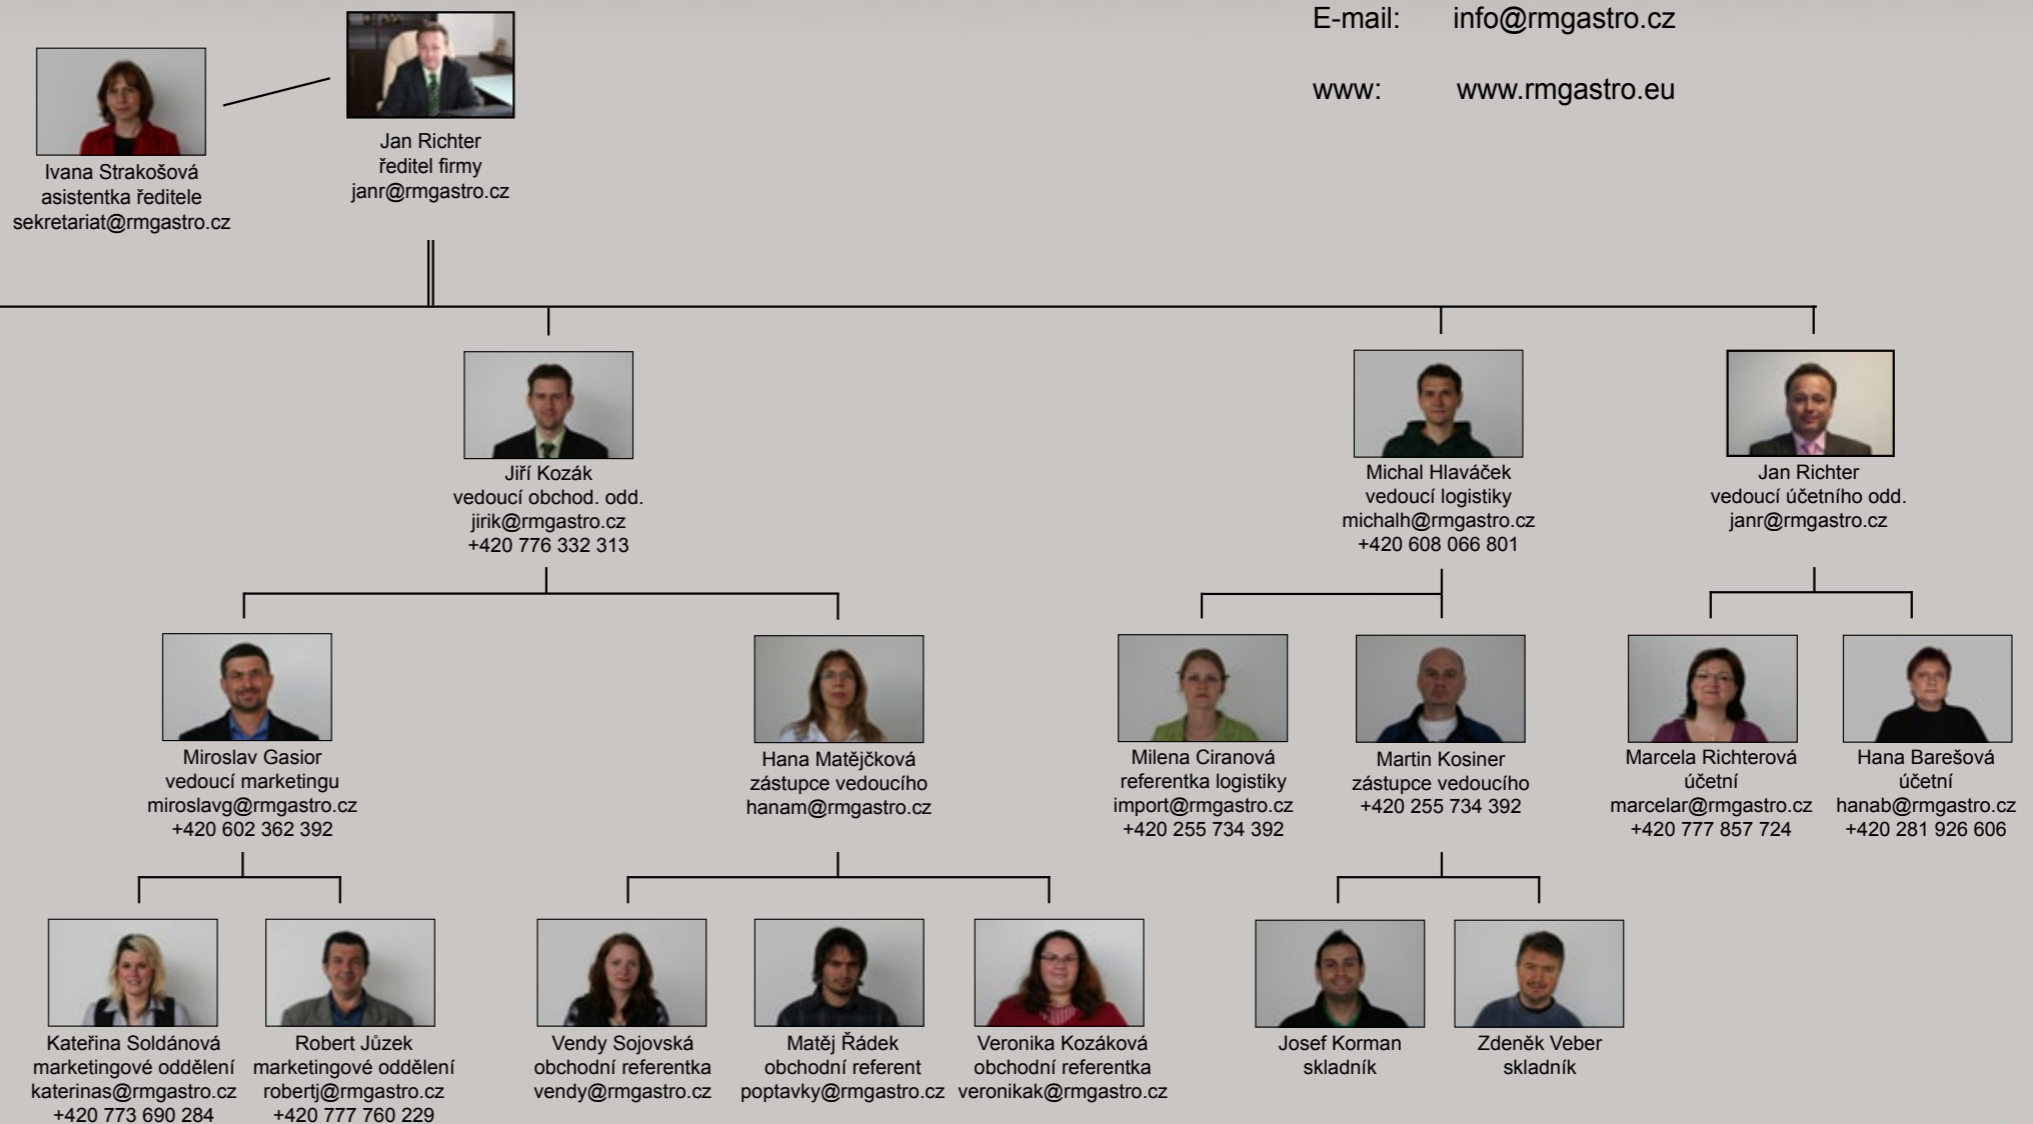 E-mail: info@rmgastro.cz
www: www.rmgastro.eu
Ivana Strakošová
asistentka ředitele
sekretariat@rmgastro.cz
Jan Richter
ředitel firmy
janr@rmgastro.cz
Jiří Kozák
vedoucí obchod. odd.
jirik@rmgastro.cz
+420 776 332 313
Michal Hlaváček
vedoucí logistiky
michalh@rmgastro.cz
+420 608 066 801
Jan Richter
vedoucí účetního odd.
janr@rmgastro.cz
Miroslav Gasior
vedoucí marketingu
miroslavg@rmgastro.cz
+420 602 362 392
Hana Matějčková
zástupce vedoucího
hanam@rmgastro.cz
Milena Ciranová
referentka logistiky
import@rmgastro.cz
+420 255 734 392
Martin Kosiner
zástupce vedoucího
+420 255 734 392
Marcela Richterová
účetní
marcelar@rmgastro.cz
+420 777 857 724
Hana Barešová
účetní
hanab@rmgastro.cz
+420 281 926 606
Kateřina Soldánová
marketingové oddělení
katerinas@rmgastro.cz
+420 773 690 284
Robert Jůzek
marketingové oddělení
robertj@rmgastro.cz
+420 777 760 229
Vendy Sojovská
obchodní referentka
vendy@rmgastro.cz
Matěj Řádek
obchodní referent
poptavky@rmgastro.cz
Veronika Kozáková
obchodní referentka
veronikak@rmgastro.cz
Josef Korman
skladník
Zdeněk Veber
skladník